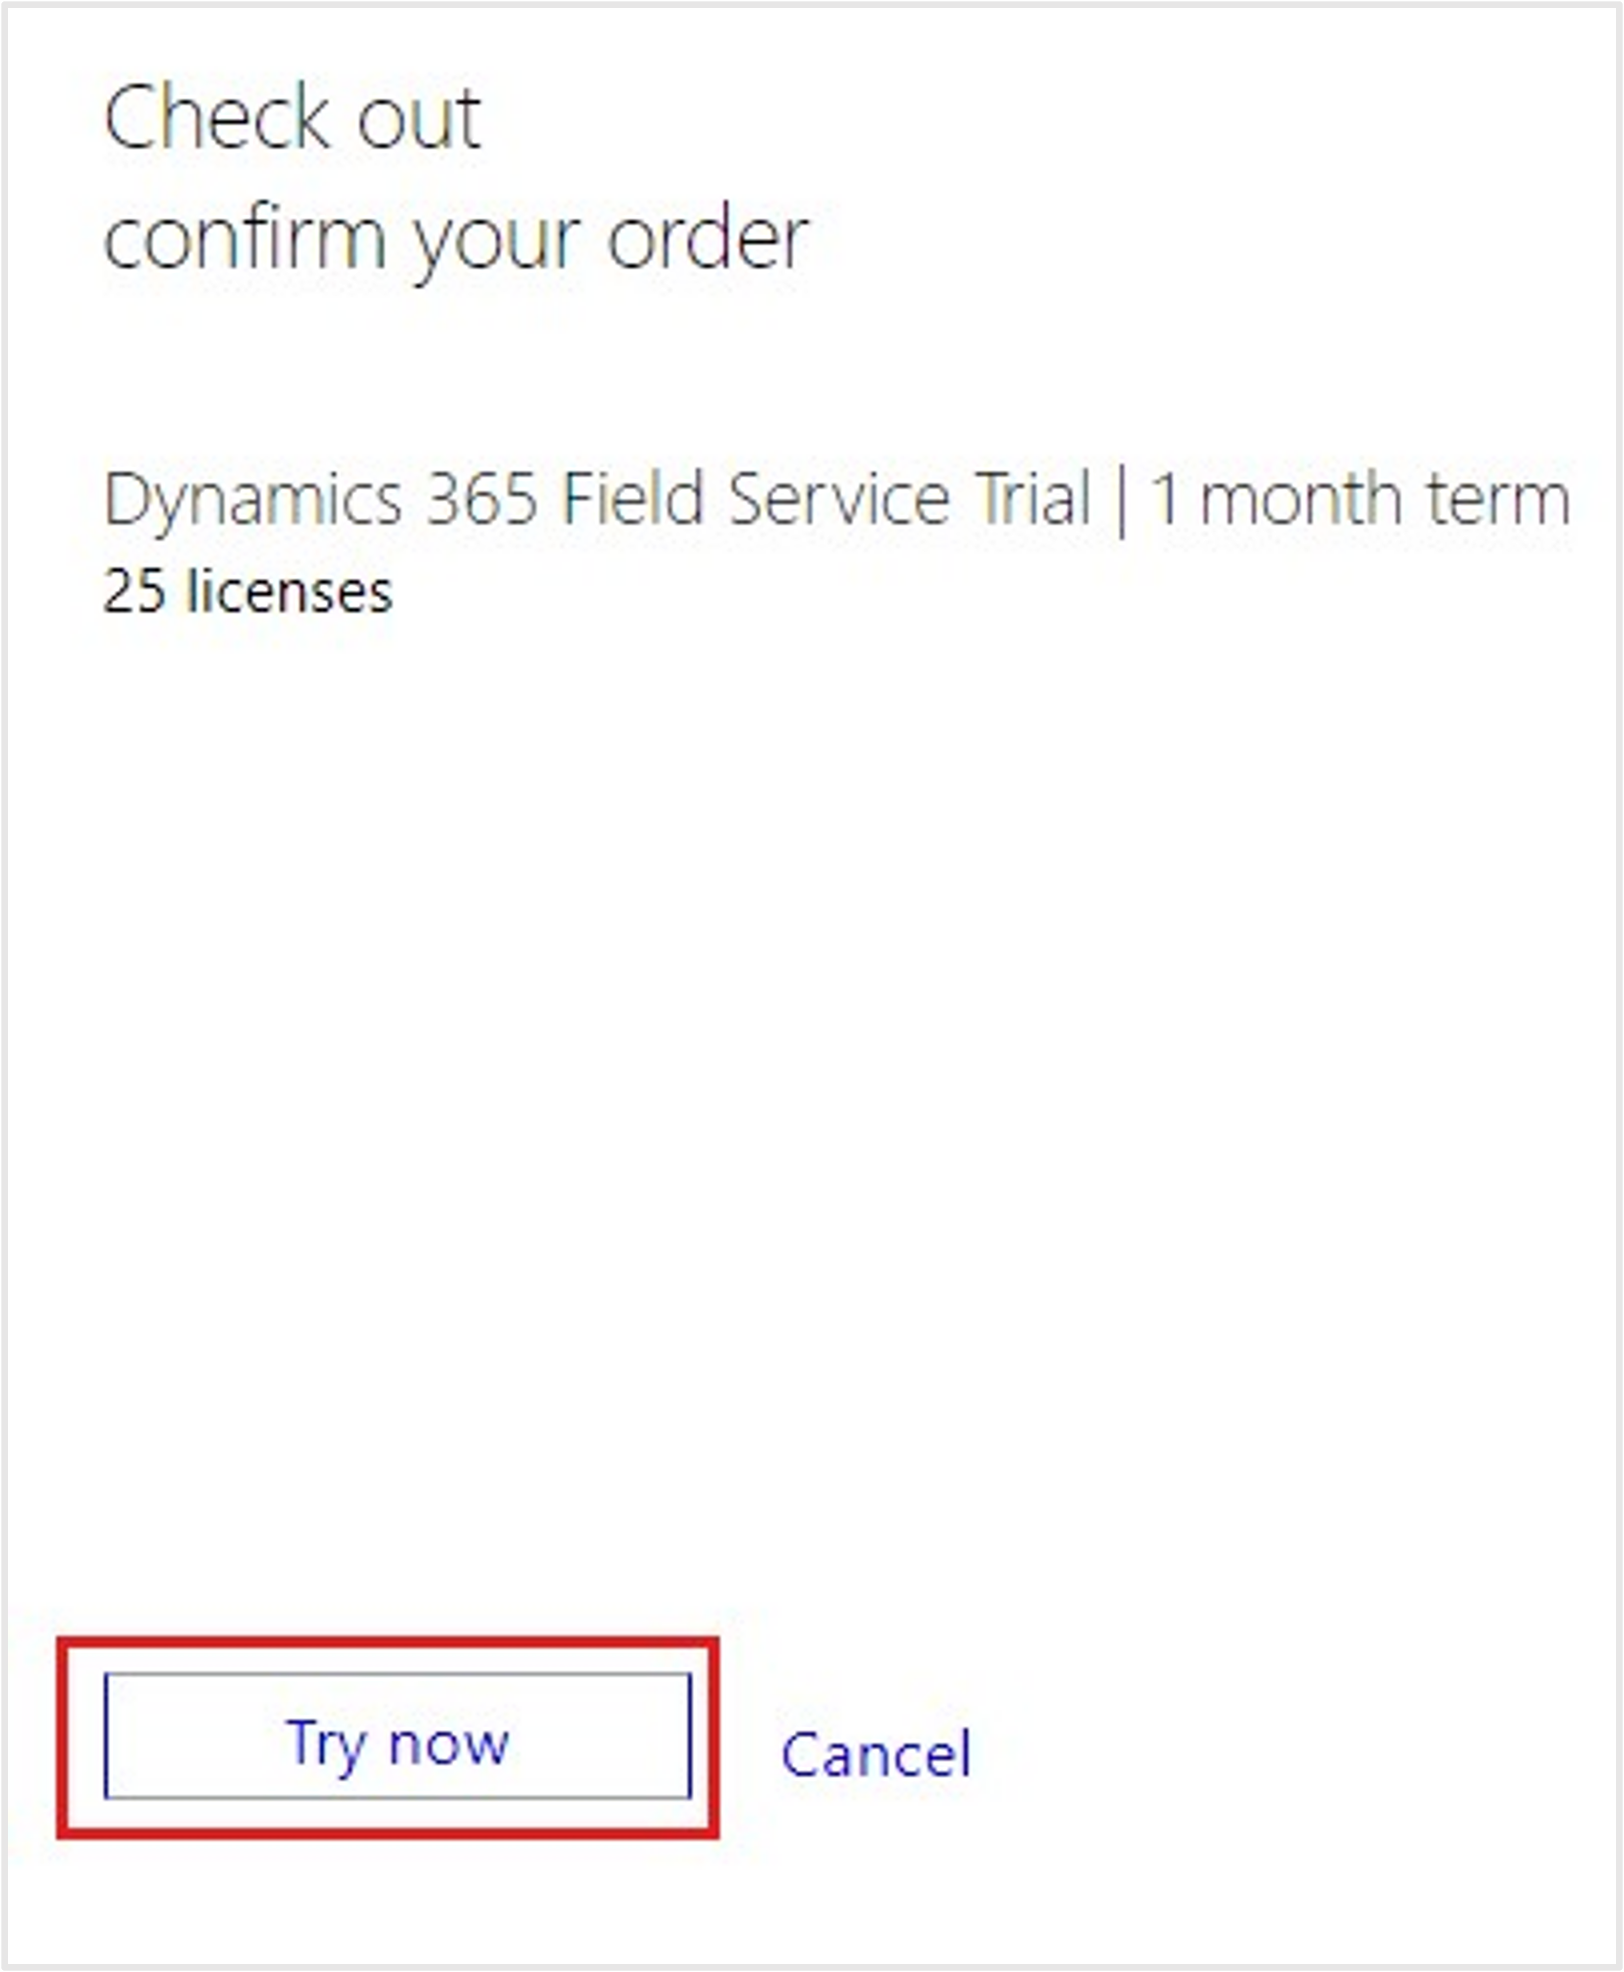 Check out
confirm your order
Dynamics 365 Field Service Trial | 1 month term
25 licenses
Try now
Cancel